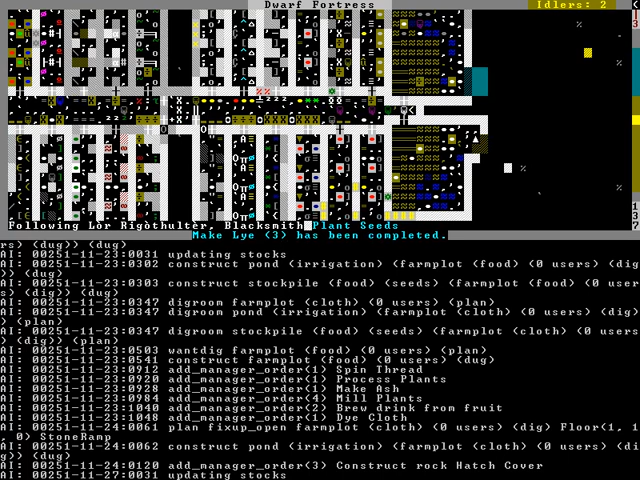 Dwarf Fortress
Idlers: 2
Following Lór Rigòthulter, Blacksmith Plant Seeds
Make Lye (3) has been completed.
rs) (dug)) (dug)
AI: 00251-11-23:0031 updating stocks
AI: 00251-11-23:0302 construct pond (irrigation) (farmplot (food) (0 users) (dig
)) (dug)
AI: 00251-11-23:0303 construct stockpile (food) (seeds) (farmplot (food) (0 user
s) (dig)) (dug)
AI: 00251-11-23:0347 digroom farmplot (cloth) (0 users) (plan)
AI: 00251-11-23:0347 digroom pond (irrigation) (farmplot (cloth) (0 users) (dig)
) (plan)
AI: 00251-11-23:0347 digroom stockpile (food) (seeds) (farmplot (cloth) (0 users
) (dig)) (plan)
AI: 00251-11-23:0503 wantdig farmplot (food) (0 users) (plan)
AI: 00251-11-23:0541 construct farmplot (food) (0 users) (dug)
AI: 00251-11-23:0912 add_manager_order(1) Spin Thread
AI: 00251-11-23:0920 add_manager_order(1) Process Plants
AI: 00251-11-23:0928 add_manager_order(1) Make Ash
AI: 00251-11-23:0984 add_manager_order(4) Mill Plants
AI: 00251-11-23:1040 add_manager_order(2) Brew drink from fruit
AI: 00251-11-23:1048 add_manager_order(1) Dye Cloth
AI: 00251-11-24:0061 plan fixup_open farmplot (cloth) (0 users) (dig) Floor(1, 1
, 0) StoneRamp
AI: 00251-11-24:0062 construct pond (irrigation) (farmplot (cloth) (0 users) (di
g)) (dug)
AI: 00251-11-24:0120 add_manager_order(3) Construct rock Hatch Cover
AI: 00251-11-27:0031 updating stocks